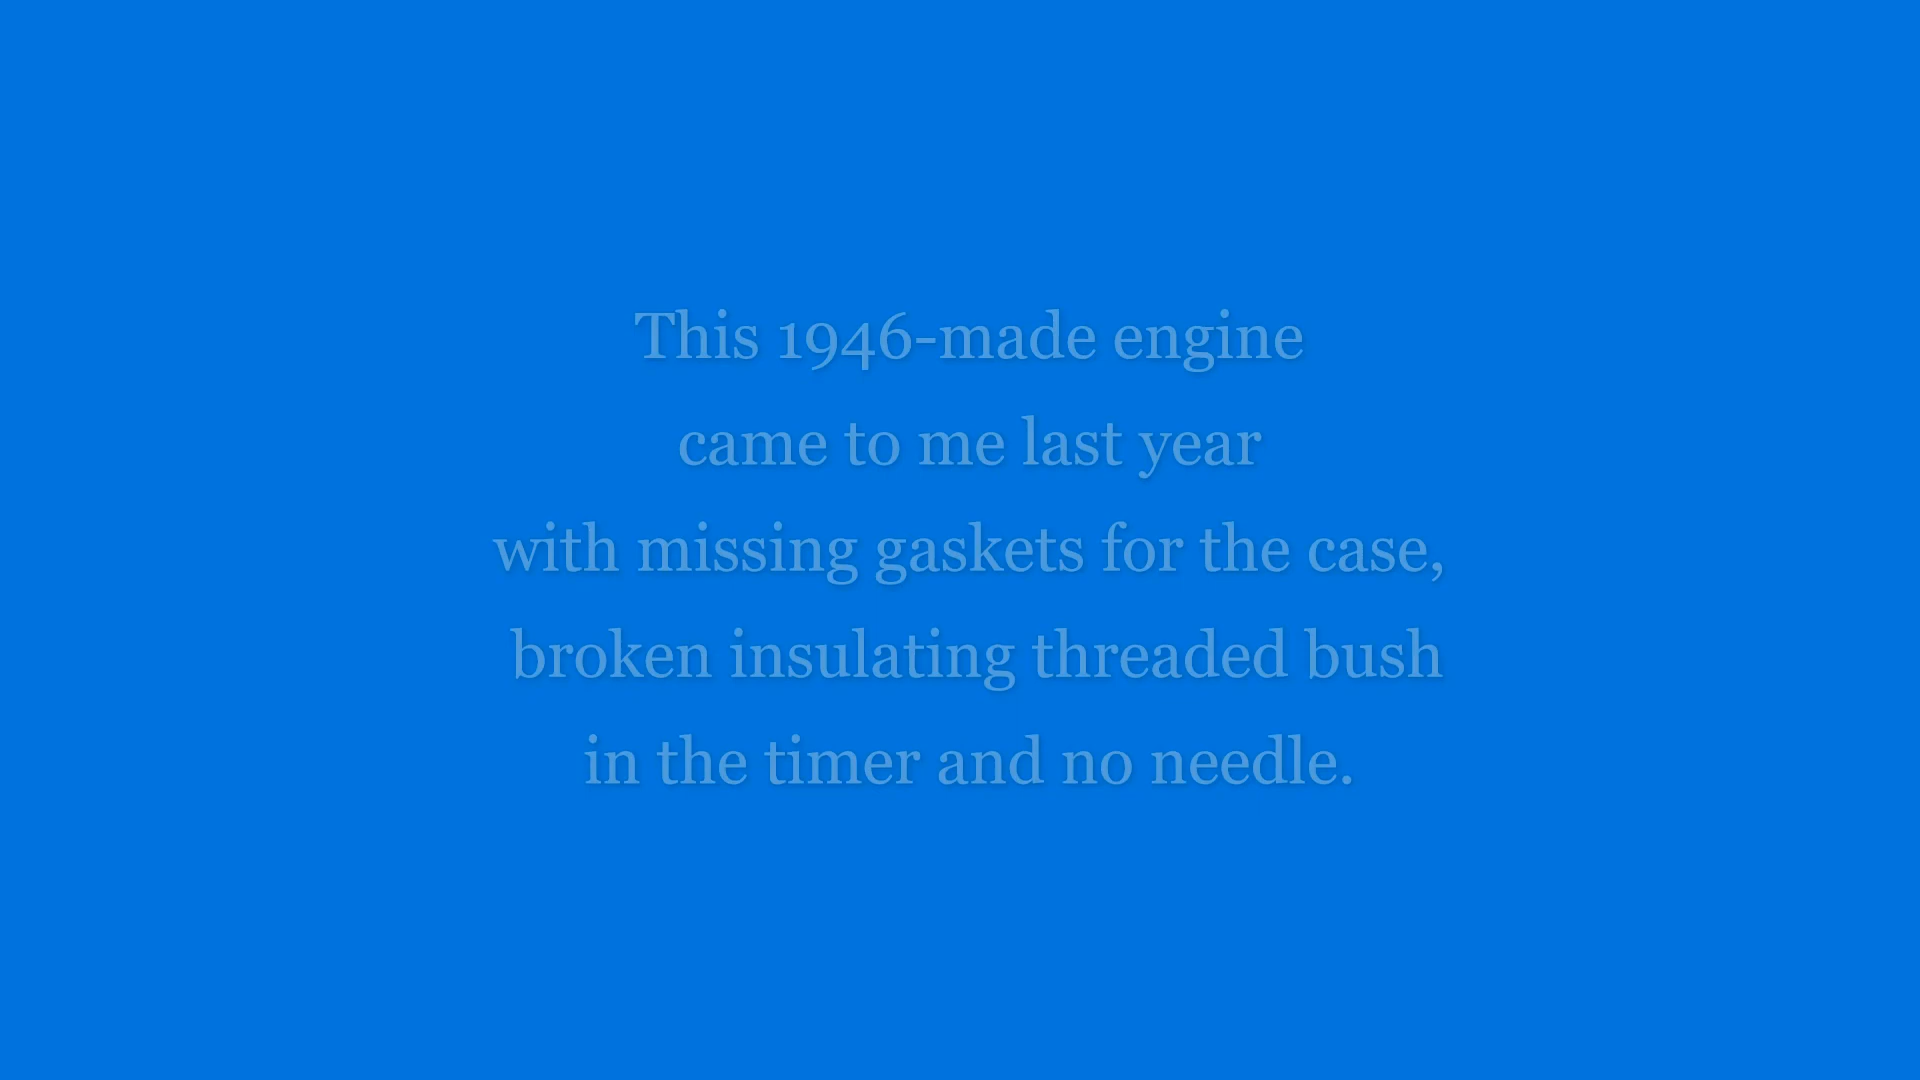 This 1946-made engine
came to me last year
with missing gaskets for the case,
broken insulating threaded bush
in the timer and no needle.